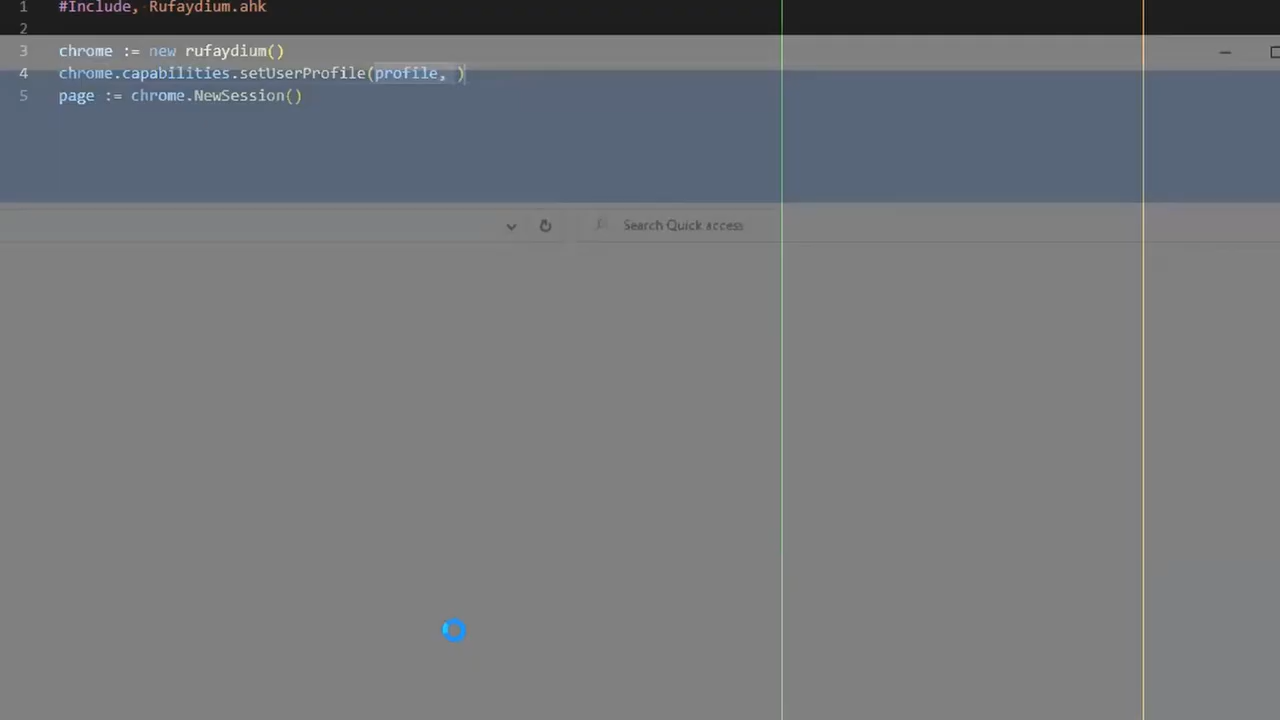 1 #Include, Rufaydium.ahk
2
3 chrome := new rufaydium()
4 chrome.capabilities.setUserProfile(profile, )
5 page := chrome.NewSession()
Search Quick access